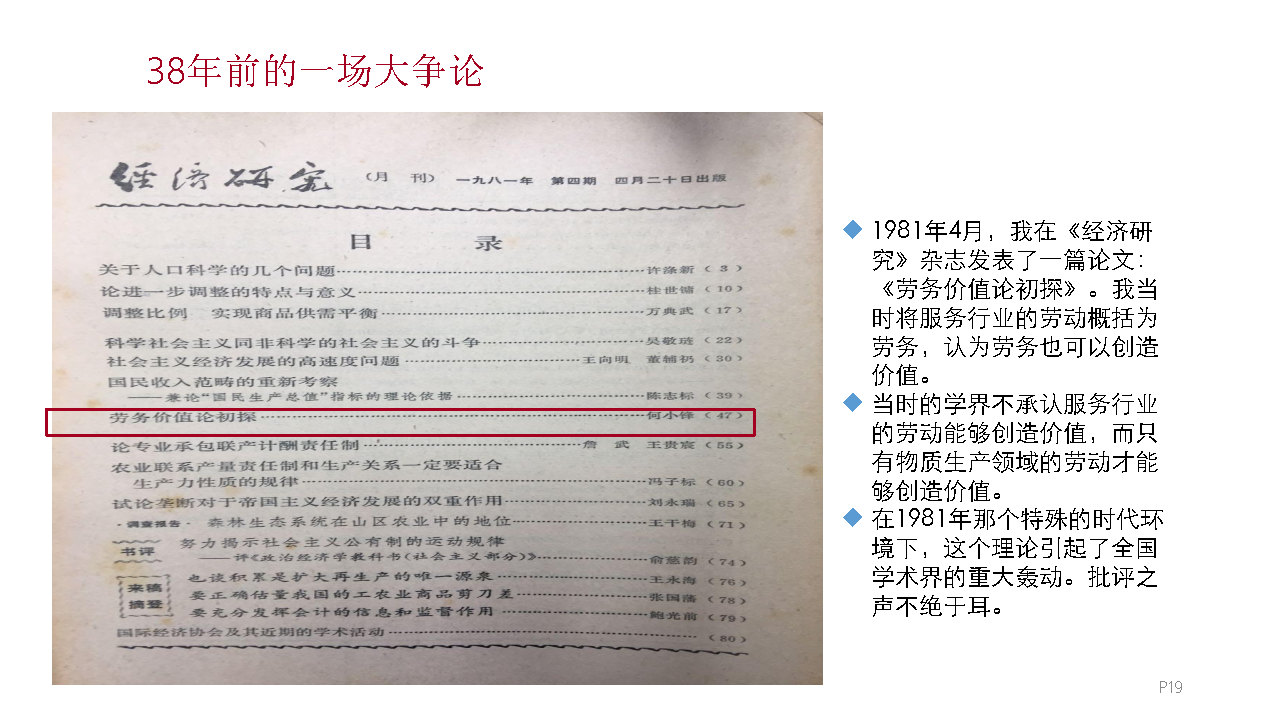 38年前的一场大争论
经济研究 （月 刊） 一九八一年 第四期 四月二十日出版
目 录
关于人口科学的几个问题……许涤新（3）
论进一步调整的特点与意义……桂世镛（10）
调整比例 实现商品供需平衡……万典武（17）
科学社会主义同非科学的社会主义的斗争……吴敬琏（22）
社会主义经济发展的高速度问题……王向明 董辅礽（30）
国民收入范畴的重新考察
——兼论“国民生产总值”指标的理论依据……陈志标（39）
劳务价值论初探……何小锋（47）
论专业承包联产计酬责任制……詹 武 王贵宸（55）
农业联系产量责任制和生产关系一定要适合
生产力性质的规律……冯子标（60）
试论垄断对于帝国主义经济发展的双重作用……刘永瑞（65）
·调查报告· 森林生态系统在山区农业中的地位……王干梅（71）
书评
努力揭示社会主义公有制的运动规律
——评《政治经济学教科书（社会主义部分）》……俞慈韵（74）
来稿
摘登
也谈积累是扩大再生产的唯一源泉……王永海（76）
要正确估量我国的工农业商品剪刀差……张国藩（78）
要充分发挥会计的信息和监督作用……鲍光前（79）
国际经济协会及其近期的学术活动……（80）
1981年4月，我在《经济研
究》杂志发表了一篇论文：
《劳务价值论初探》。我当
时将服务行业的劳动概括为
劳务，认为劳务也可以创造
价值。
当时的学界不承认服务行业
的劳动能够创造价值，而只
有物质生产领域的劳动才能
够创造价值。
在1981年那个特殊的时代环
境下，这个理论引起了全国
学术界的重大轰动。批评之
声不绝于耳。
P19